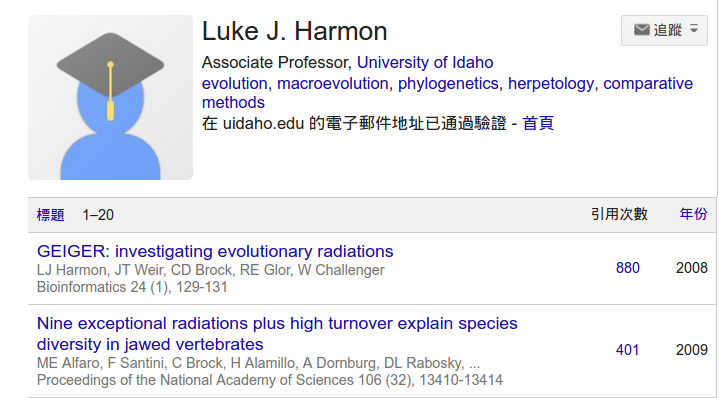 Luke J. Harmon
追蹤
Associate Professor, University of Idaho
evolution, macroevolution, phylogenetics, herpetology, comparative
methods
在 uidaho.edu 的電子郵件地址已通過驗證 - 首頁
標題 1–20 引用次數 年份
GEIGER: investigating evolutionary radiations
LJ Harmon, JT Weir, CD Brock, RE Glor, W Challenger
880 2008
Bioinformatics 24 (1), 129-131
Nine exceptional radiations plus high turnover explain species
diversity in jawed vertebrates
401 2009
ME Alfaro, F Santini, C Brock, H Alamillo, A Dornburg, DL Rabosky, ...
Proceedings of the National Academy of Sciences 106 (32), 13410-13414